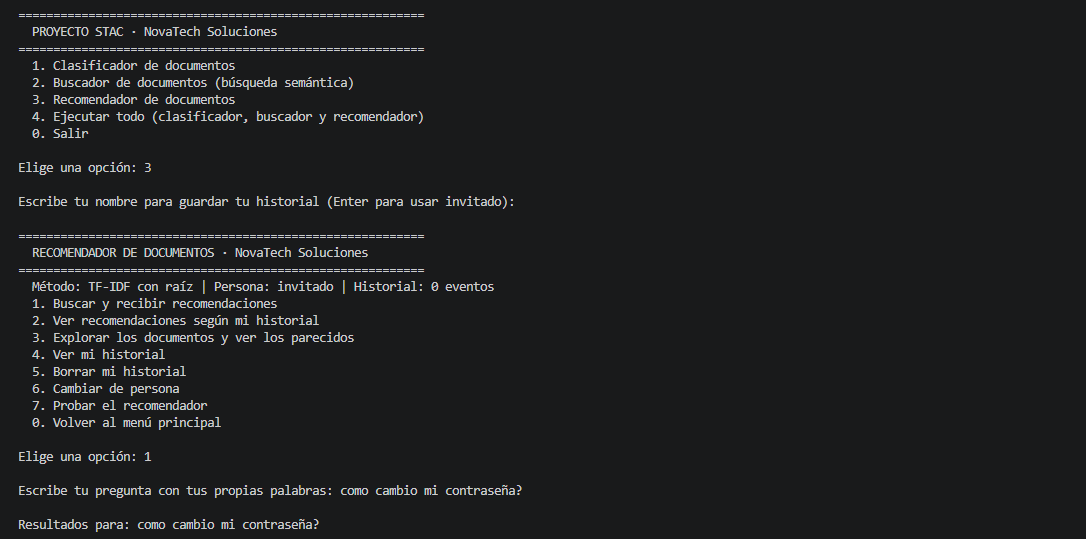 ==========================================================
PROYECTO STAC · NovaTech Soluciones
==========================================================
1. Clasificador de documentos
2. Buscador de documentos (búsqueda semántica)
3. Recomendador de documentos
4. Ejecutar todo (clasificador, buscador y recomendador)
0. Salir
Elige una opción: 3
Escribe tu nombre para guardar tu historial (Enter para usar invitado):
==========================================================
RECOMENDADOR DE DOCUMENTOS · NovaTech Soluciones
==========================================================
Método: TF-IDF con raíz | Persona: invitado | Historial: 0 eventos
1. Buscar y recibir recomendaciones
2. Ver recomendaciones según mi historial
3. Explorar los documentos y ver los parecidos
4. Ver mi historial
5. Borrar mi historial
6. Cambiar de persona
7. Probar el recomendador
0. Volver al menú principal
Elige una opción: 1
Escribe tu pregunta con tus propias palabras: como cambio mi contraseña?
Resultados para: como cambio mi contraseña?